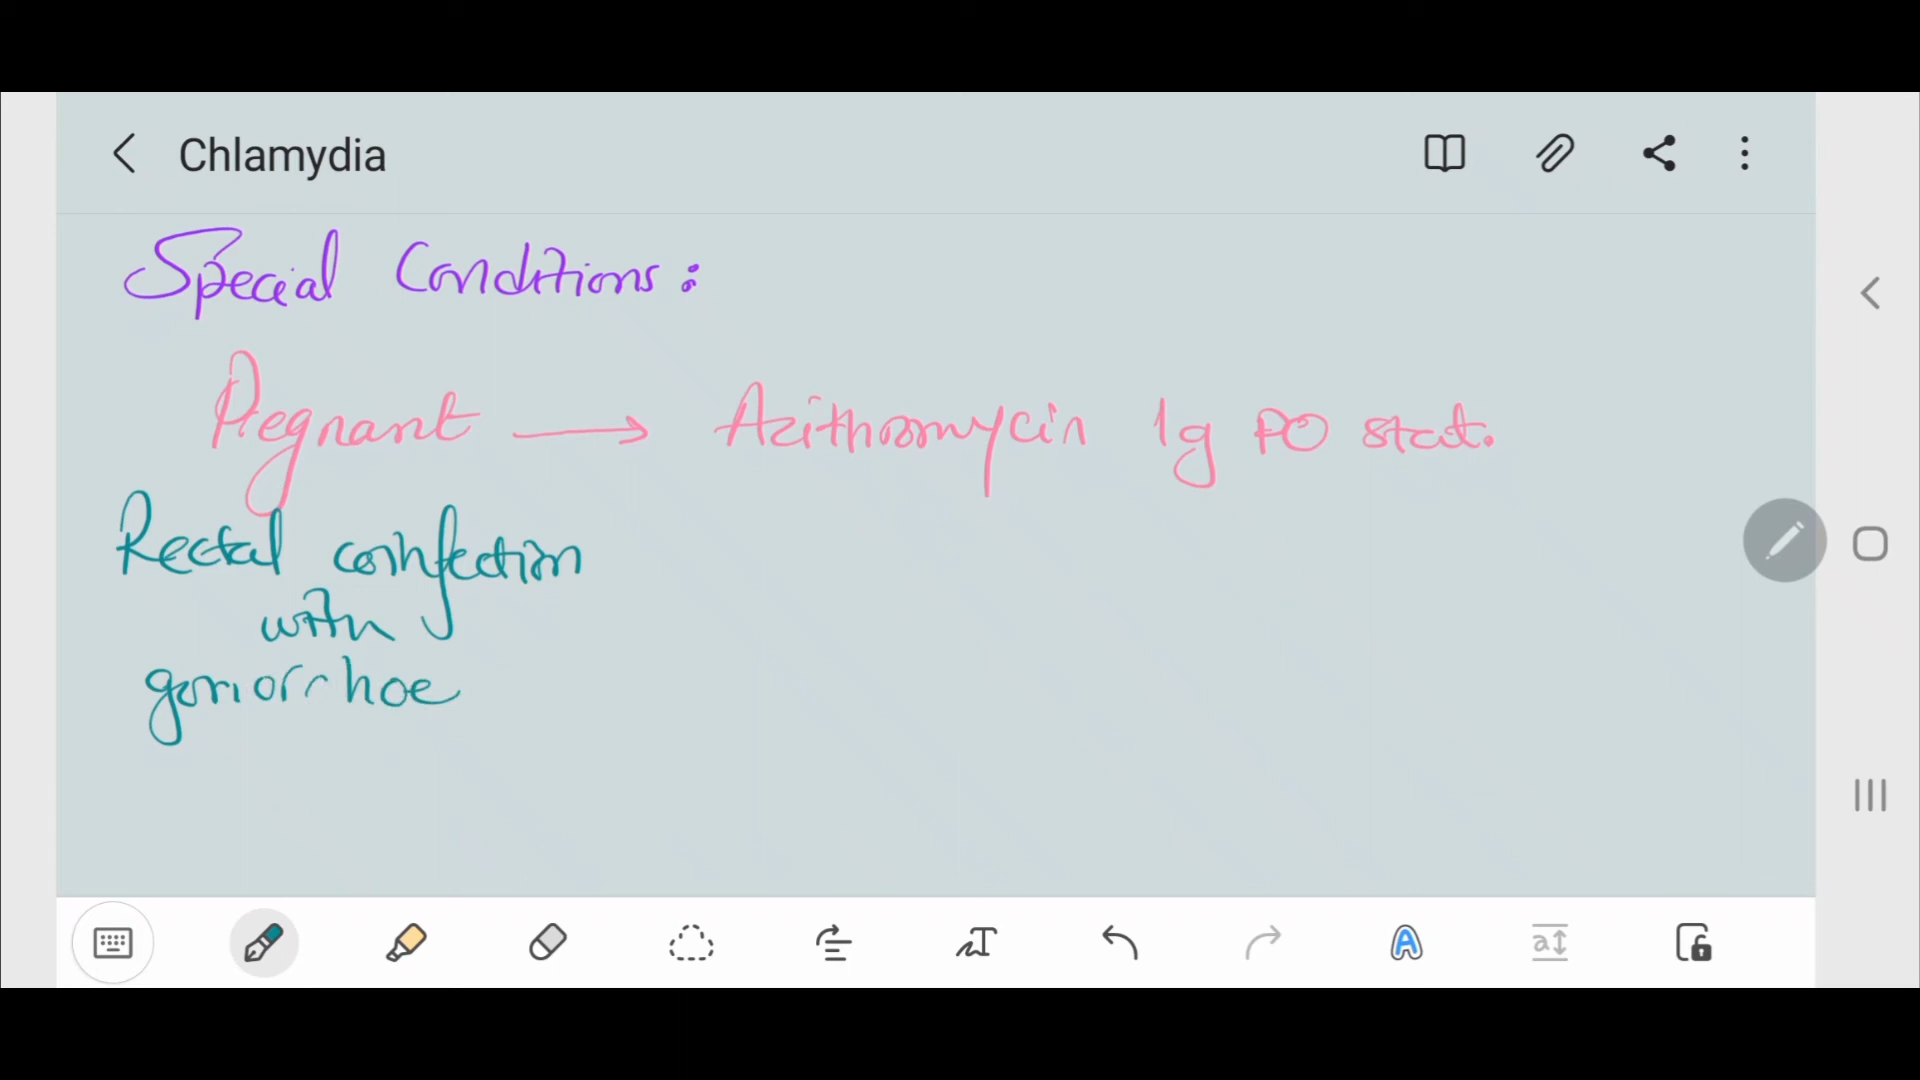 Chlamydia
Special Conditions :
Pregnant → Azithromycin 1g PO stat.
Rectal coinfection
with
gonorrhoe